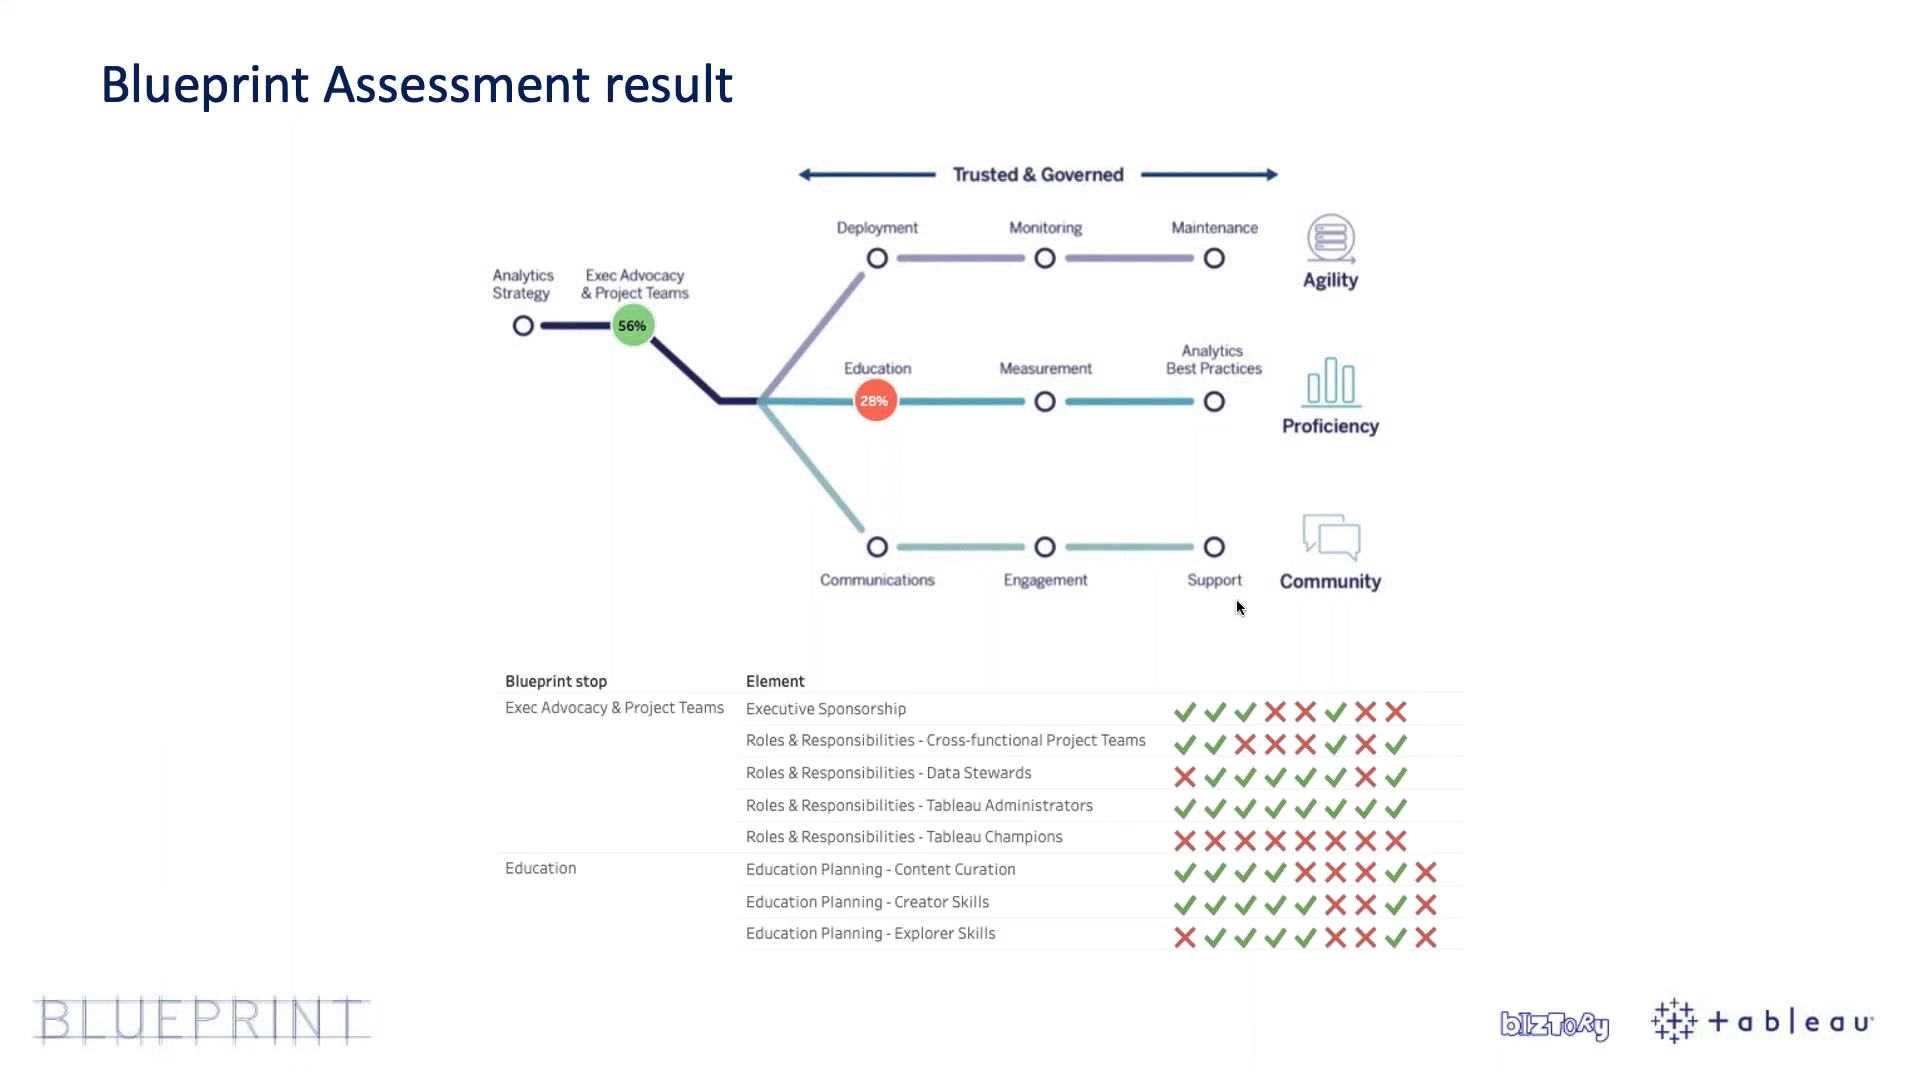 Blueprint Assessment result
Trusted & Governed
Deployment
Monitoring
Maintenance
Agility
Analytics
Strategy
Exec Advocacy
& Project Teams
56%
Education
Measurement
Analytics
Best Practices
28%
Proficiency
Communications
Engagement
Support
Community
Blueprint stop Element
Exec Advocacy & Project Teams Executive Sponsorship
Roles & Responsibilities - Cross-functional Project Teams
Roles & Responsibilities - Data Stewards
Roles & Responsibilities - Tableau Administrators
Roles & Responsibilities - Tableau Champions
Education Education Planning - Content Curation
Education Planning - Creator Skills
Education Planning - Explorer Skills
BLUEPRINT
bIZTORy
+ a b l e a u